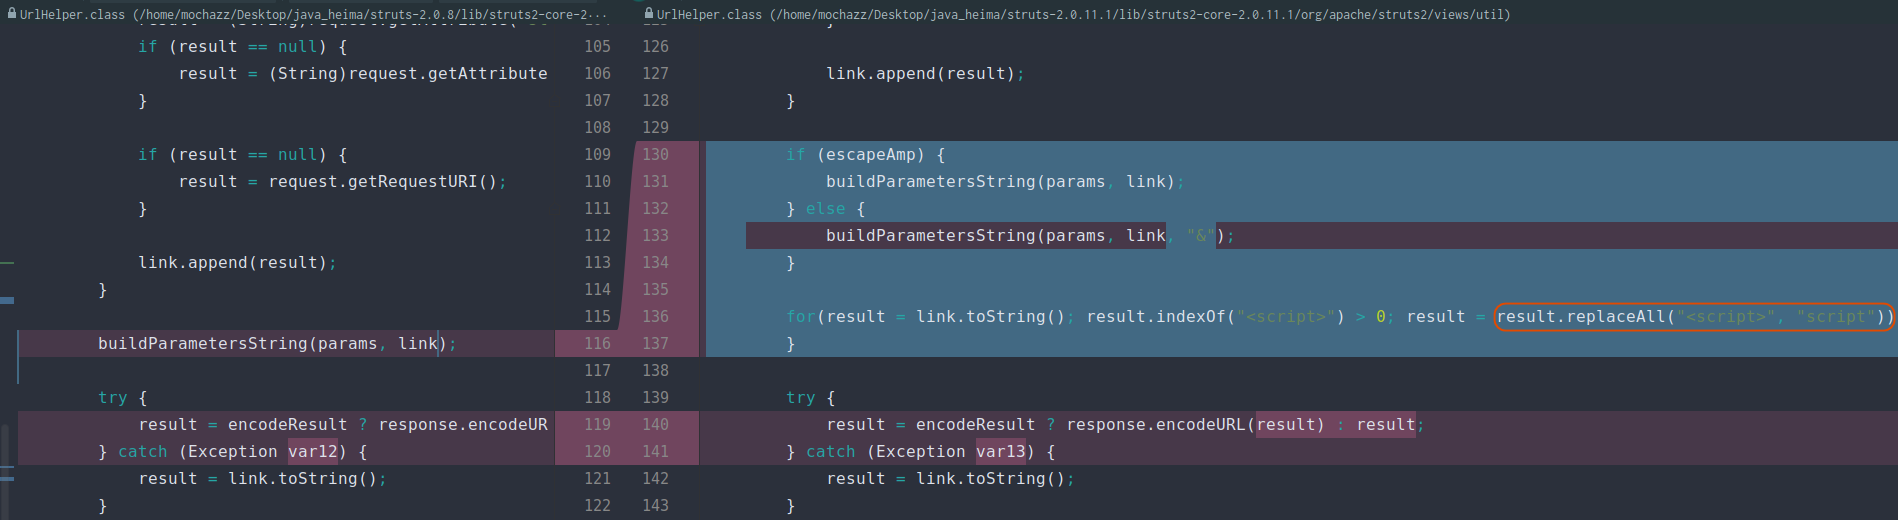 UrlHelper.class (/home/mochazz/Desktop/java_heima/struts-2.0.8/lib/struts2-core-2...
if (result == null) { 105
result = (String)request.getAttribute 106
} 107
108
if (result == null) { 109
result = request.getRequestURI(); 110
} 111
112
link.append(result); 113
} 114
115
buildParametersString(params, link); 116
117
try { 118
result = encodeResult ? response.encodeUR 119
} catch (Exception var12) { 120
result = link.toString(); 121
} 122
UrlHelper.class (/home/mochazz/Desktop/java_heima/struts-2.0.11.1/lib/struts2-core-2.0.11.1/org/apache/struts2/views/util)
126
127 link.append(result);
128 }
129
130 if (escapeAmp) {
131 buildParametersString(params, link);
132 } else {
133 buildParametersString(params, link, "&");
134 }
135
136 for(result = link.toString(); result.indexOf("<script>") > 0; result = result.replaceAll("<script>", "script"))
137 }
138
139 try {
140 result = encodeResult ? response.encodeURL(result) : result;
141 } catch (Exception var13) {
142 result = link.toString();
143 }